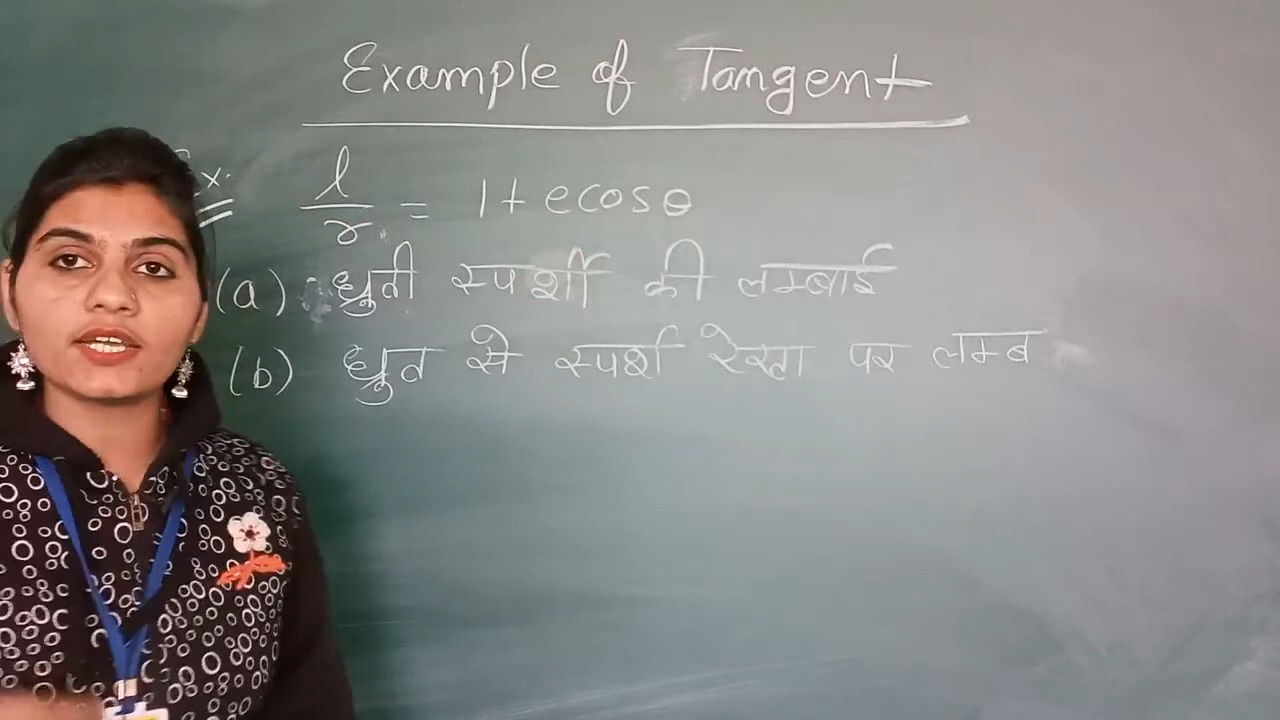 Example of Tangent
Ex. l/r = 1+ecosθ
(a) ध्रुवी स्पर्शी की लम्बाई
(b) ध्रुव से स्पर्श रेखा पर लम्ब